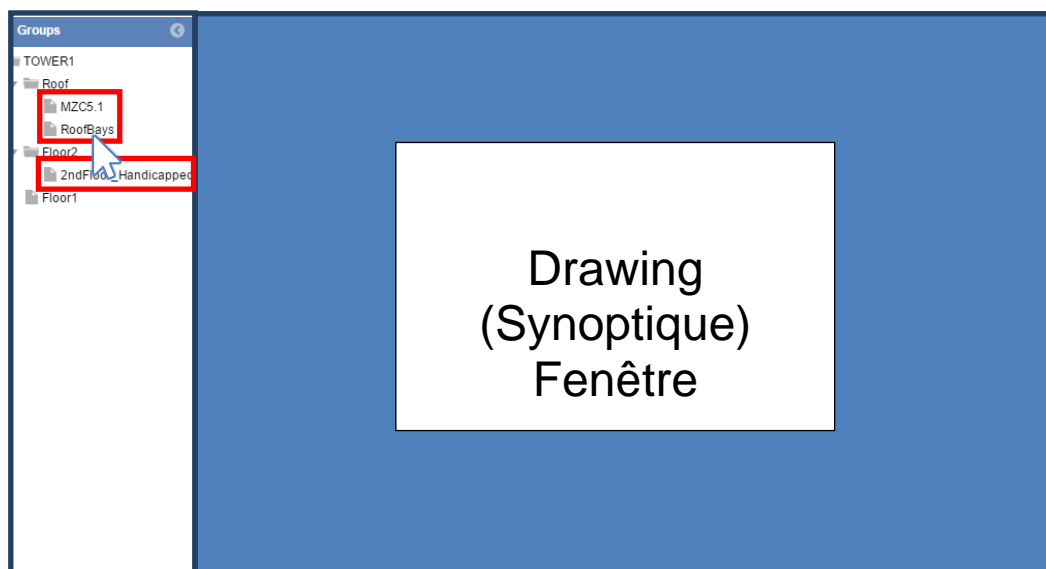 Groups
TOWER1
Roof
MZC5.1
RoofBays
Floor2
2ndFloor_Handicapped
Floor1
Drawing
(Synoptique)
Fenêtre